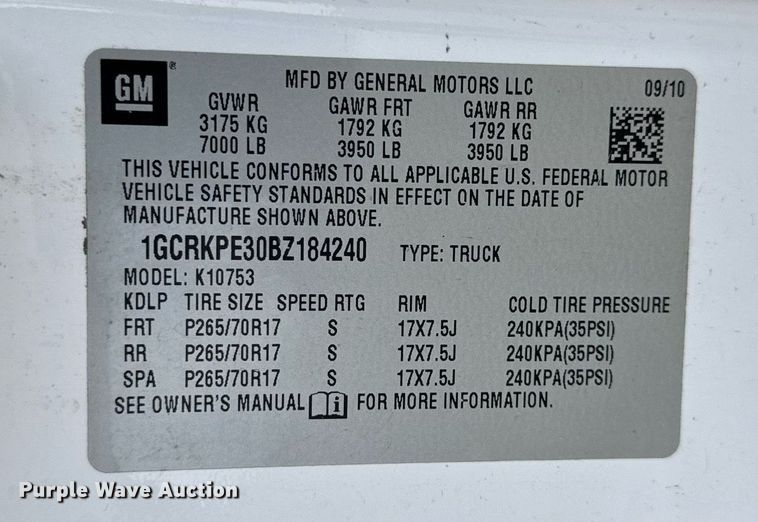 GM®
MFD BY GENERAL MOTORS LLC 09/10
GVWR GAWR FRT GAWR RR
3175 KG 1792 KG 1792 KG
7000 LB 3950 LB 3950 LB
THIS VEHICLE CONFORMS TO ALL APPLICABLE U.S. FEDERAL MOTOR
VEHICLE SAFETY STANDARDS IN EFFECT ON THE DATE OF
MANUFACTURE SHOWN ABOVE.
1GCRKPE30BZ184240 TYPE: TRUCK
MODEL: K10753
KDLP TIRE SIZE SPEED RTG RIM COLD TIRE PRESSURE
FRT P265/70R17 S 17X7.5J 240KPA(35PSI)
RR P265/70R17 S 17X7.5J 240KPA(35PSI)
SPA P265/70R17 S 17X7.5J 240KPA(35PSI)
SEE OWNER'S MANUAL i FOR MORE INFORMATION.
Purple Wave Auction